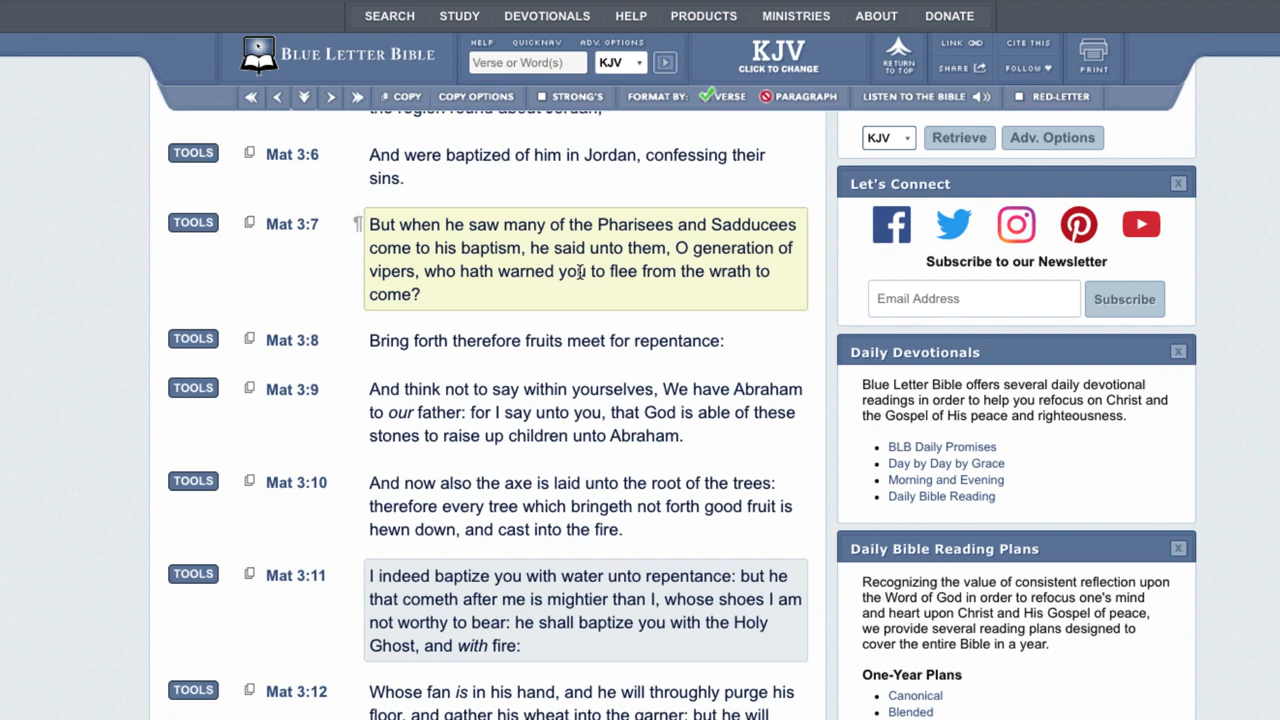 SEARCH STUDY DEVOTIONALS HELP PRODUCTS MINISTRIES ABOUT DONATE
BLUE LETTER BIBLE
HELP QUICKNAV ADV. OPTIONS
Verse or Word(s) KJV
KJV
CLICK TO CHANGE
RETURN
TO TOP
LINK CITE THIS
SHARE FOLLOW
PRINT
COPY COPY OPTIONS STRONG'S FORMAT BY: VERSE PARAGRAPH LISTEN TO THE BIBLE RED-LETTER
the region round about Jordan,
TOOLS Mat 3:6 And were baptized of him in Jordan, confessing their
sins.
TOOLS Mat 3:7 ¶ But when he saw many of the Pharisees and Sadducees
come to his baptism, he said unto them, O generation of
vipers, who hath warned you to flee from the wrath to
come?
TOOLS Mat 3:8 Bring forth therefore fruits meet for repentance:
TOOLS Mat 3:9 And think not to say within yourselves, We have Abraham
to our father: for I say unto you, that God is able of these
stones to raise up children unto Abraham.
TOOLS Mat 3:10 And now also the axe is laid unto the root of the trees:
therefore every tree which bringeth not forth good fruit is
hewn down, and cast into the fire.
TOOLS Mat 3:11 I indeed baptize you with water unto repentance: but he
that cometh after me is mightier than I, whose shoes I am
not worthy to bear: he shall baptize you with the Holy
Ghost, and with fire:
TOOLS Mat 3:12 Whose fan is in his hand, and he will throughly purge his
floor, and gather his wheat into the garner; but he will
KJV Retrieve Adv. Options
Let's Connect X
Subscribe to our Newsletter
Email Address Subscribe
Daily Devotionals X
Blue Letter Bible offers several daily devotional
readings in order to help you refocus on Christ and
the Gospel of His peace and righteousness.
• BLB Daily Promises
• Day by Day by Grace
• Morning and Evening
• Daily Bible Reading
Daily Bible Reading Plans X
Recognizing the value of consistent reflection upon
the Word of God in order to refocus one's mind
and heart upon Christ and His Gospel of peace,
we provide several reading plans designed to
cover the entire Bible in a year.
One-Year Plans
• Canonical
• Blended